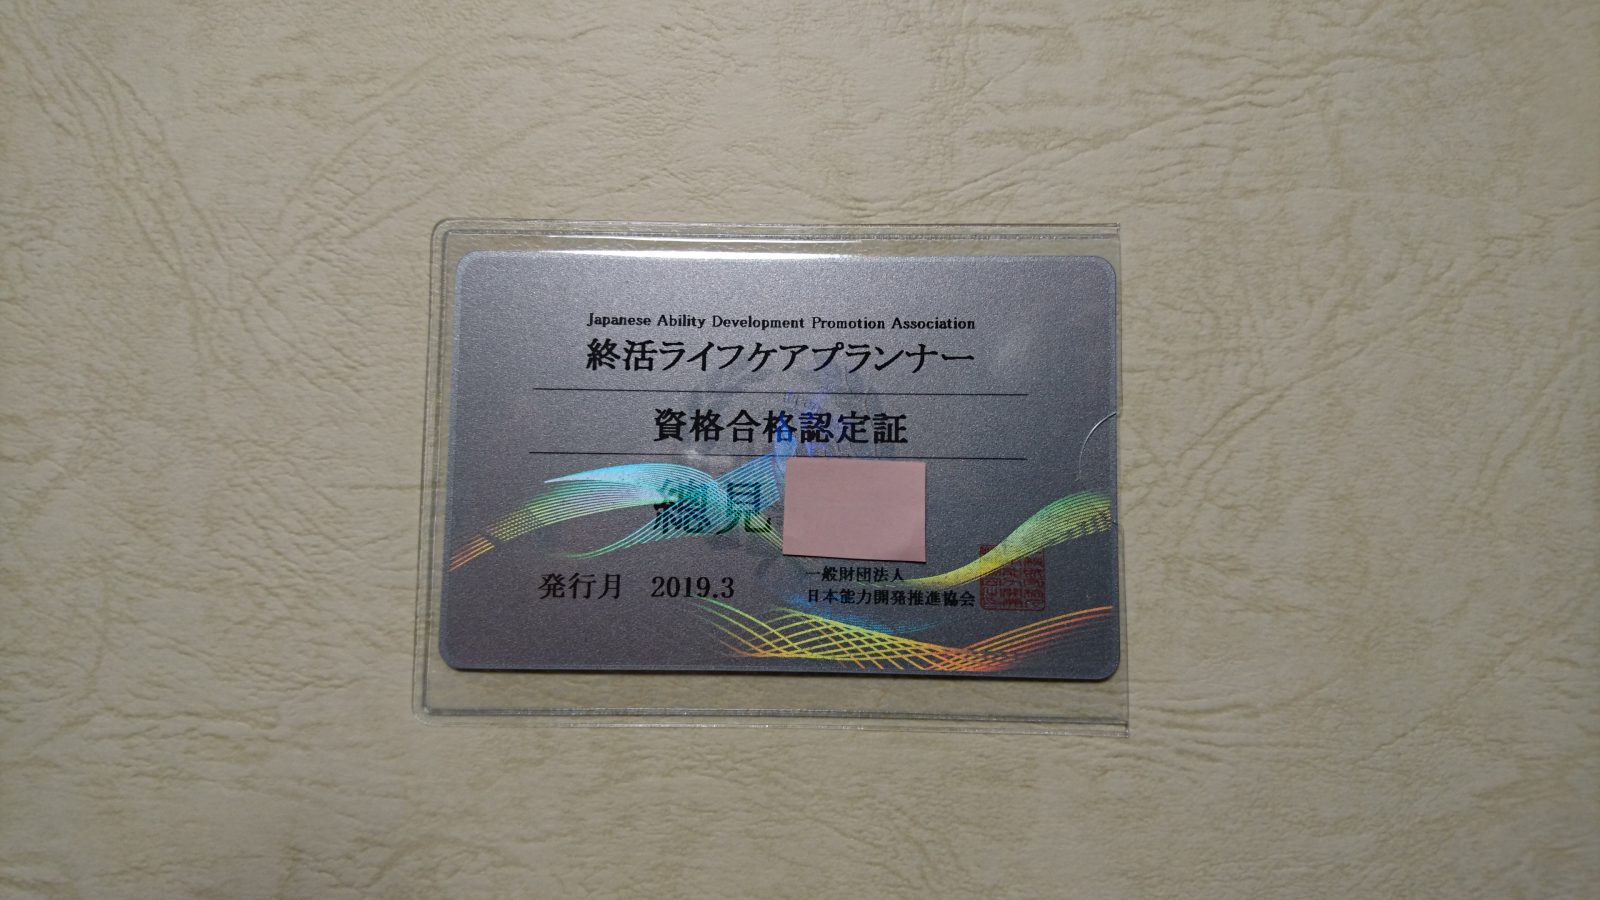 Japanese Ability Development Promotion Association
終活ライフケアプランナー
資格合格認定証
總見
発行月 2019.3
一般財団法人
日本能力開発推進協会